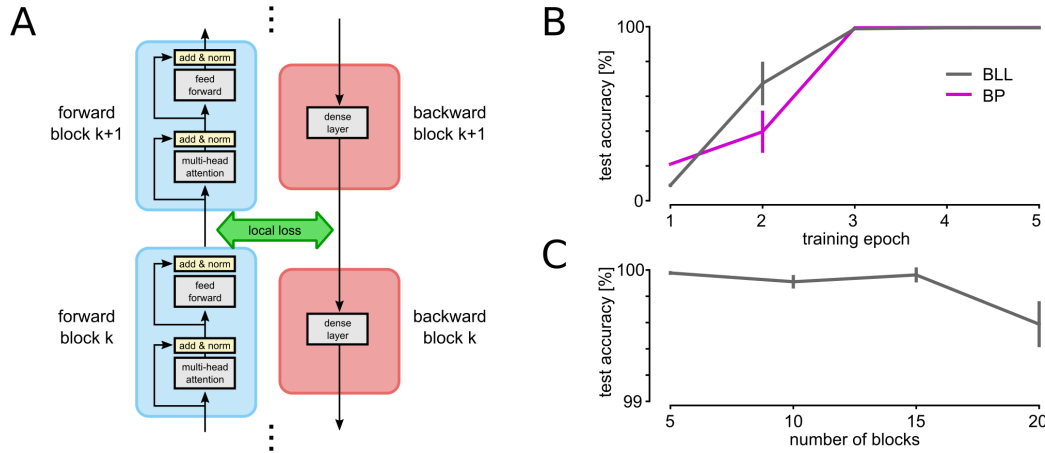 A
⋮
⋮
add & norm
feed
forward
add & norm
multi-head
attention
forward
block k+1
dense
layer
backward
block k+1
local loss
add & norm
feed
forward
add & norm
multi-head
attention
forward
block k
dense
layer
backward
block k
B
100
test accuracy [%]
0
BLL
BP
1 2 3 4 5
training epoch
C
100
test accuracy [%]
99
5 10 15 20
number of blocks